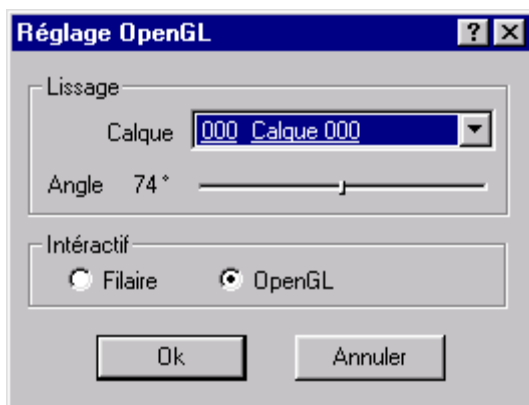 Réglage OpenGL ? X
Lissage
Calque 000 Calque 000
Angle 74°
Intéractif
Filaire OpenGL
Ok Annuler